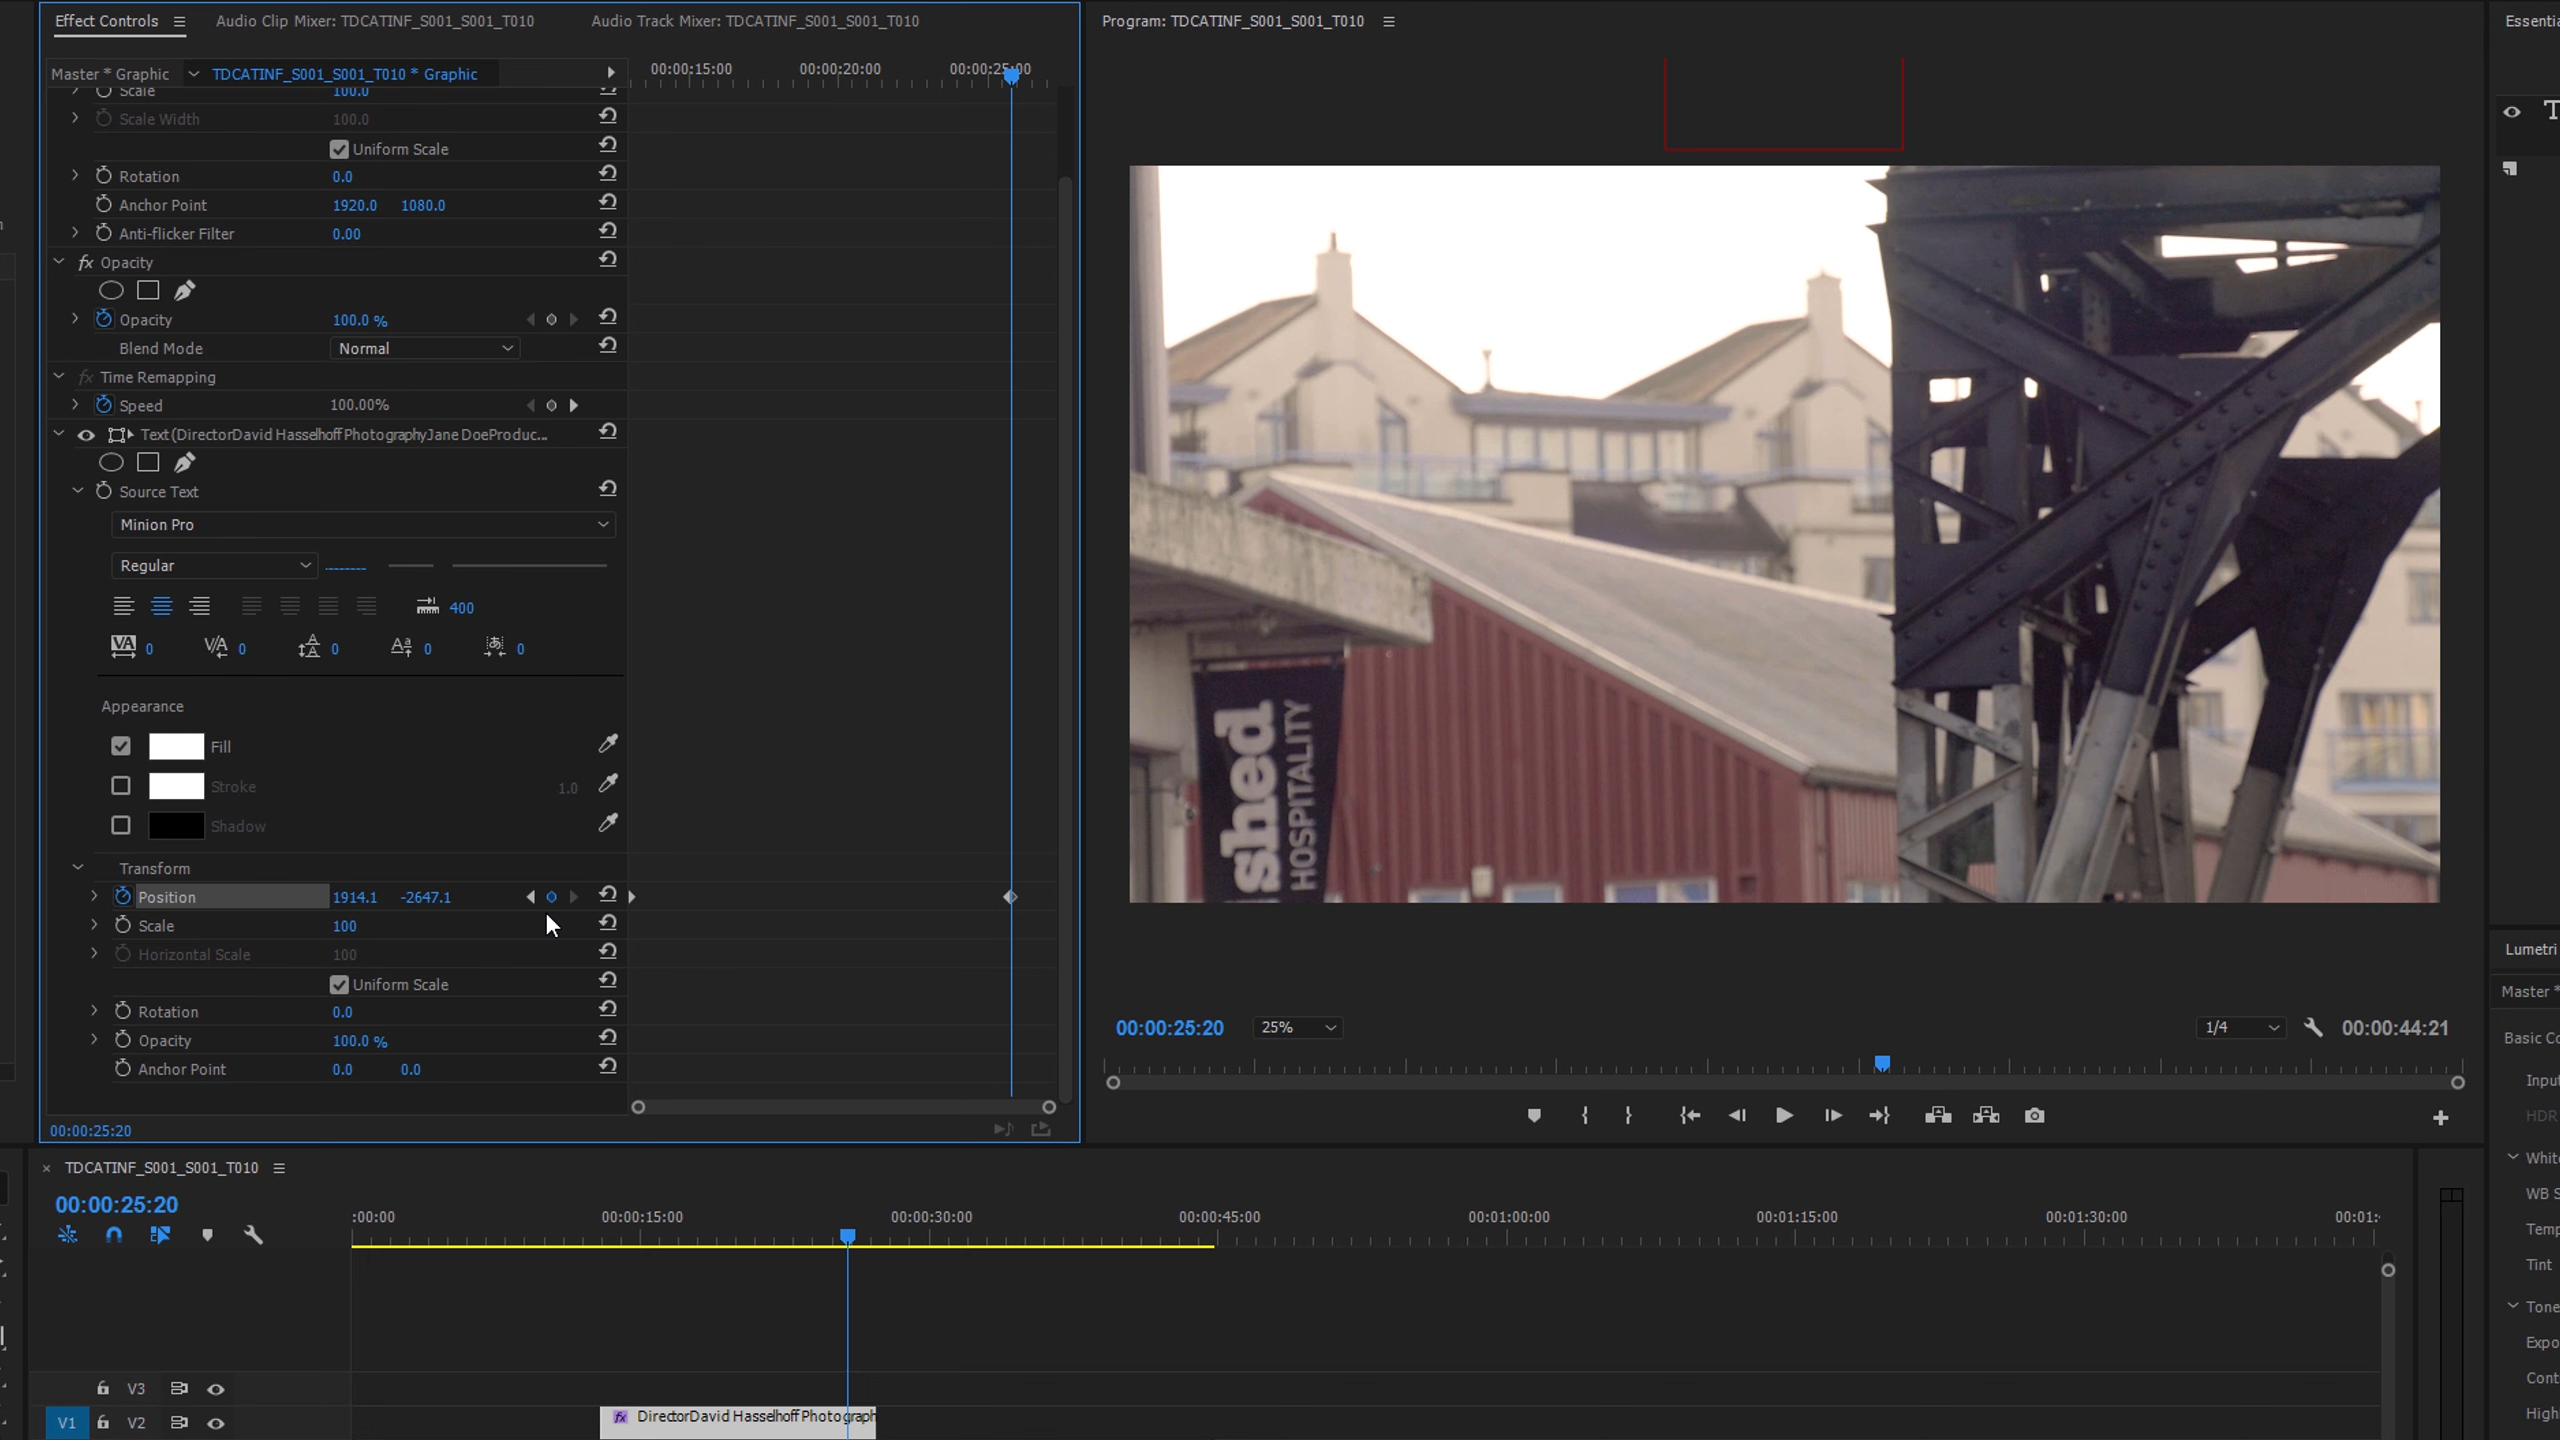 Effect Controls
Audio Clip Mixer: TDCATINF_S001_S001_T010
Audio Track Mixer: TDCATINF_S001_S001_T010
Program: TDCATINF_S001_S001_T010
Essentia
Master * Graphic
TDCATINF_S001_S001_T010 * Graphic
00:00:15:00
00:00:20:00
00:00:25:00
Scale
100.0
Scale Width
100.0
Uniform Scale
Rotation
0.0
Anchor Point
1920.0
1080.0
Anti-flicker Filter
0.00
fx Opacity
Opacity
100.0 %
Blend Mode
Normal
fx Time Remapping
Speed
100.00%
Text (DirectorDavid HasselhoffPhotographyJane DoeProduc...
Source Text
Minion Pro
Regular
400
0
0
0
0
0
Appearance
Fill
Stroke
1.0
Shadow
Transform
Position
1914.1
-2647.1
Scale
100
Horizontal Scale
100
Uniform Scale
Rotation
0.0
Opacity
100.0 %
Anchor Point
0.0
0.0
00:00:25:20
shed
HOSPITALITY
00:00:25:20
25%
1/4
00:00:44:21
Lumetri
Master *
Basic Co
Input
HDR
White
WB S
Temp
Tint
Tone
Expo
Cont
High
TDCATINF_S001_S001_T010
00:00:25:20
:00:00
00:00:15:00
00:00:30:00
00:00:45:00
00:01:00:00
00:01:15:00
00:01:30:00
00:01:
V3
V1
V2
fx DirectorDavid HasselhoffPhotograph